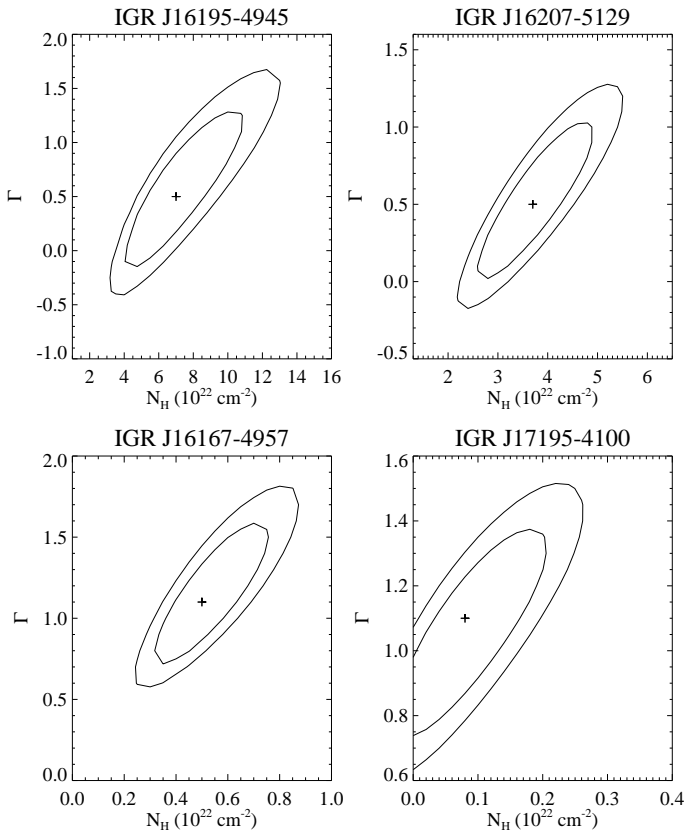 IGR J16195-4945
2.0
1.5
1.0
0.5
0.0
-0.5
-1.0
Γ
2 4 6 8 10 12 14 16
N_H (10^22 cm^-2)
IGR J16207-5129
1.5
1.0
0.5
0.0
-0.5
Γ
2 3 4 5 6
N_H (10^22 cm^-2)
IGR J16167-4957
2.0
1.5
1.0
0.5
0.0
Γ
0.0 0.2 0.4 0.6 0.8 1.0
N_H (10^22 cm^-2)
IGR J17195-4100
1.6
1.4
1.2
1.0
0.8
0.6
Γ
0.0 0.1 0.2 0.3 0.4
N_H (10^22 cm^-2)